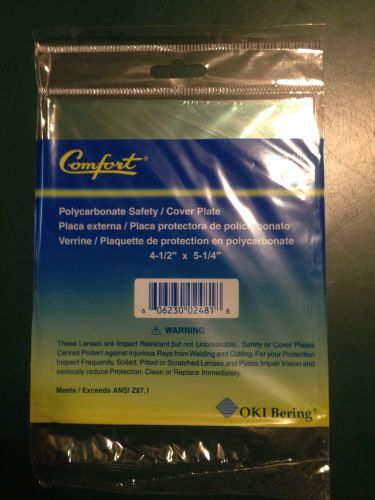 Comfort®
Polycarbonate Safety / Cover Plate
Placa externa / Placa protectora de policarbonato
Verrine / Plaquette de protection en polycarbonate
4-1/2" x 5-1/4"
6 06230 02481 8
⚠ WARNING
These Lenses are Impact Resistant but not Unbreakable. Safety or Cover Plates
Cannot Protect against Injurious Rays from Welding and Cutting. For your Protection
Inspect Frequently. Soiled, Pitted or Scratched Lenses and Plates Impair Vision and
seriously reduce Protection. Clean or Replace Immediately.
Meets / Exceeds ANSI Z87.1
OKI Bering®